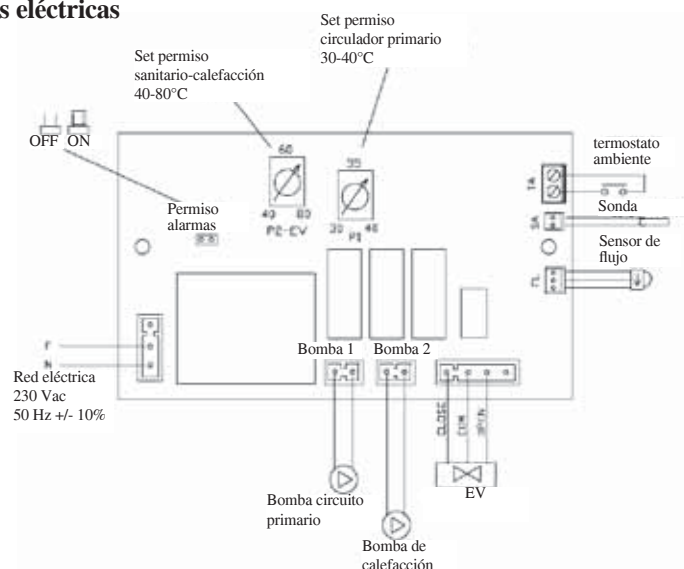 s eléctricas
Set permiso
circulador primario
30-40°C
Set permiso
sanitario-calefacción
40-80°C
OFF ON
60
35
termostato
ambiente
TA
40 80
P2-EV
30 40
P1
Permiso
alarmas
Sonda
SA
Sensor de
flujo
FL
F
N
Red eléctrica
230 Vac
50 Hz +/- 10%
Bomba 1
Bomba 2
CLOSE
COM
OPEN
EV
Bomba circuito
primario
Bomba de
calefacción